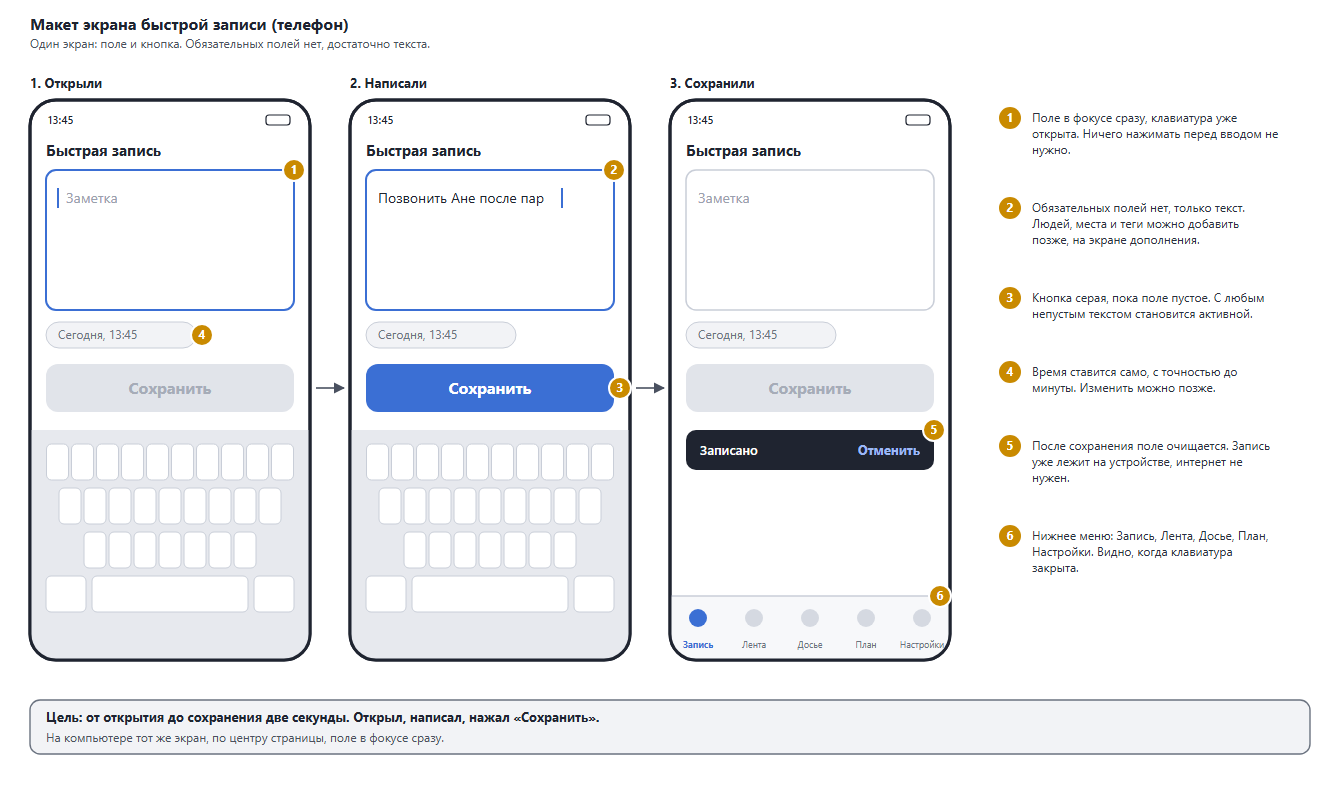 Макет экрана быстрой записи (телефон)
Один экран: поле и кнопка. Обязательных полей нет, достаточно текста.
1. Открыли
13:45
Быстрая запись
1
Заметка
Сегодня, 13:45
4
Сохранить
2. Написали
13:45
Быстрая запись
2
Позвонить Ане после пар
Сегодня, 13:45
Сохранить
3
3. Сохранили
13:45
Быстрая запись
Заметка
Сегодня, 13:45
Сохранить
5
Записано Отменить
6
Запись Лента Досье План Настройки
1 Поле в фокусе сразу, клавиатура уже
открыта. Ничего нажимать перед вводом не
нужно.
2 Обязательных полей нет, только текст.
Людей, места и теги можно добавить
позже, на экране дополнения.
3 Кнопка серая, пока поле пустое. С любым
непустым текстом становится активной.
4 Время ставится само, с точностью до
минуты. Изменить можно позже.
5 После сохранения поле очищается. Запись
уже лежит на устройстве, интернет не
нужен.
6 Нижнее меню: Запись, Лента, Досье, План,
Настройки. Видно, когда клавиатура
закрыта.
Цель: от открытия до сохранения две секунды. Открыл, написал, нажал «Сохранить».
На компьютере тот же экран, по центру страницы, поле в фокусе сразу.